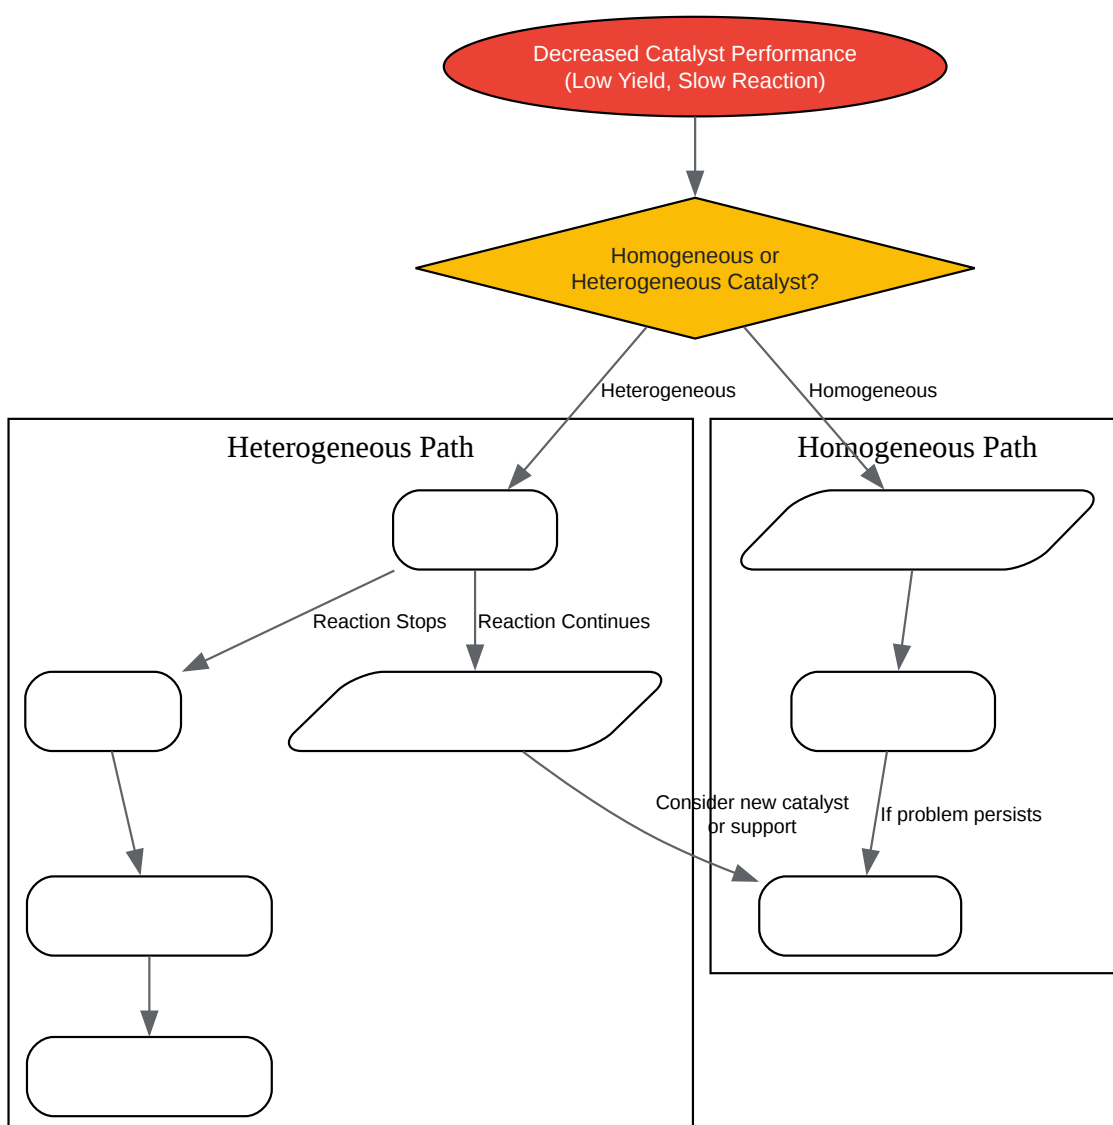 Decreased Catalyst Performance
(Low Yield, Slow Reaction)
Homogeneous or
Heterogeneous Catalyst?
Heterogeneous
Homogeneous
Heterogeneous Path
Homogeneous Path
Reaction Stops
Reaction Continues
Consider new catalyst
or support
If problem persists